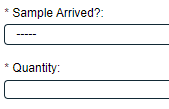 * Sample Arrived?:
-----
* Quantity: